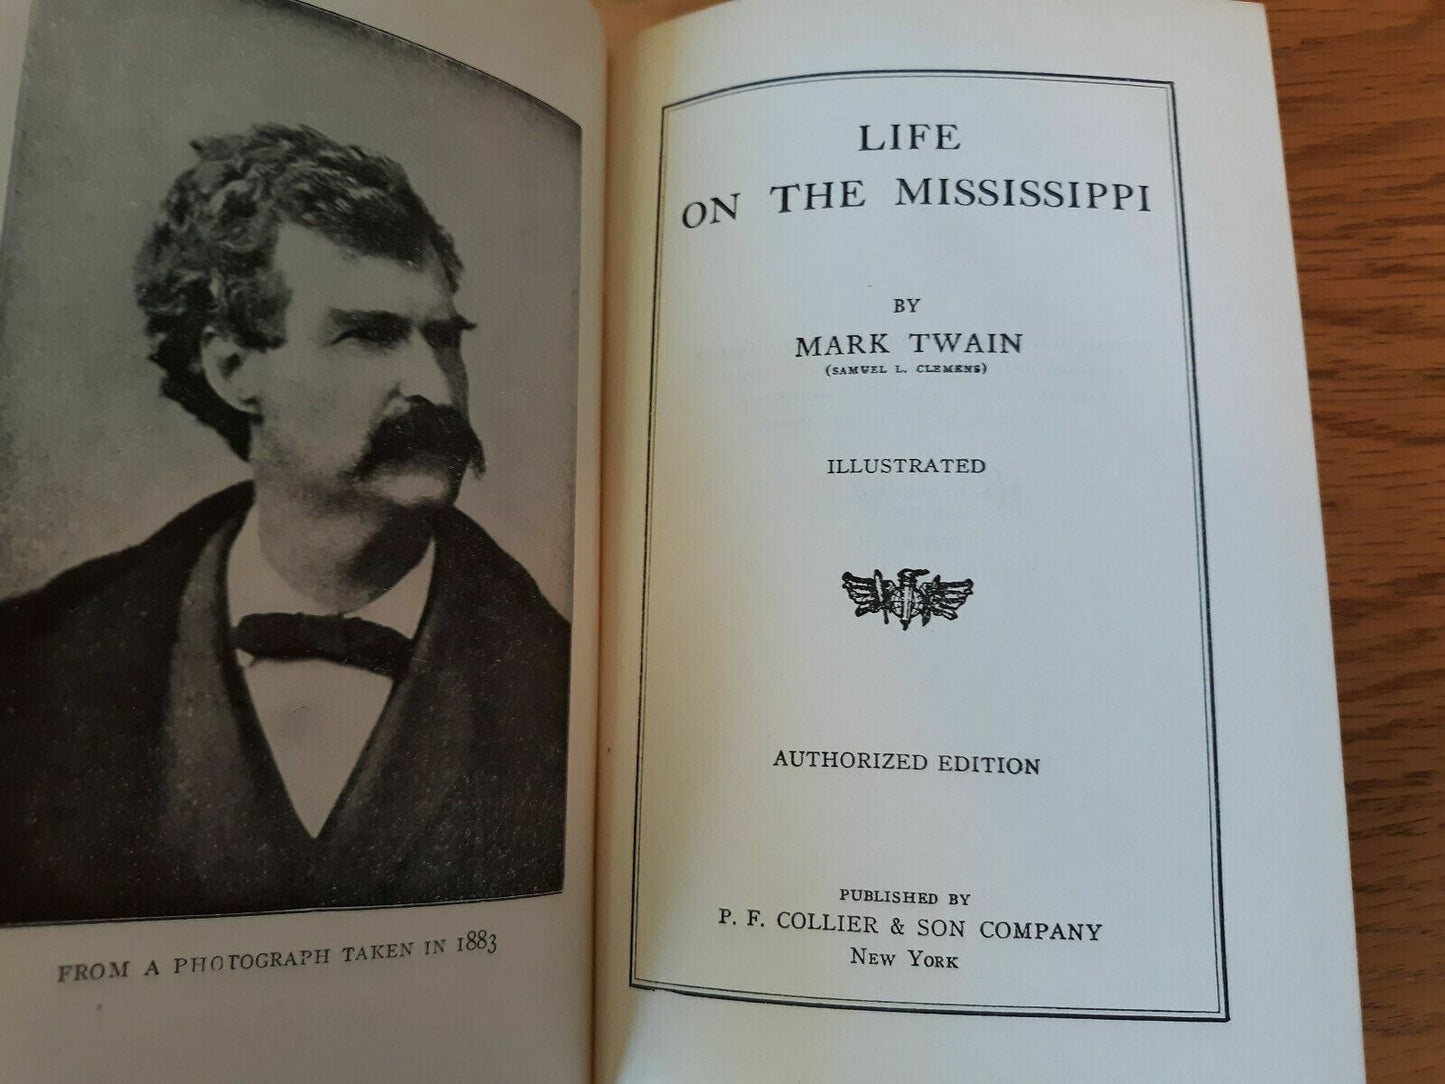 FROM A PHOTOGRAPH TAKEN IN 1883
LIFE
ON THE MISSISSIPPI
BY
MARK TWAIN
(SAMUEL L. CLEMENS)
ILLUSTRATED
AUTHORIZED EDITION
PUBLISHED BY
P. F. COLLIER & SON COMPANY
NEW YORK